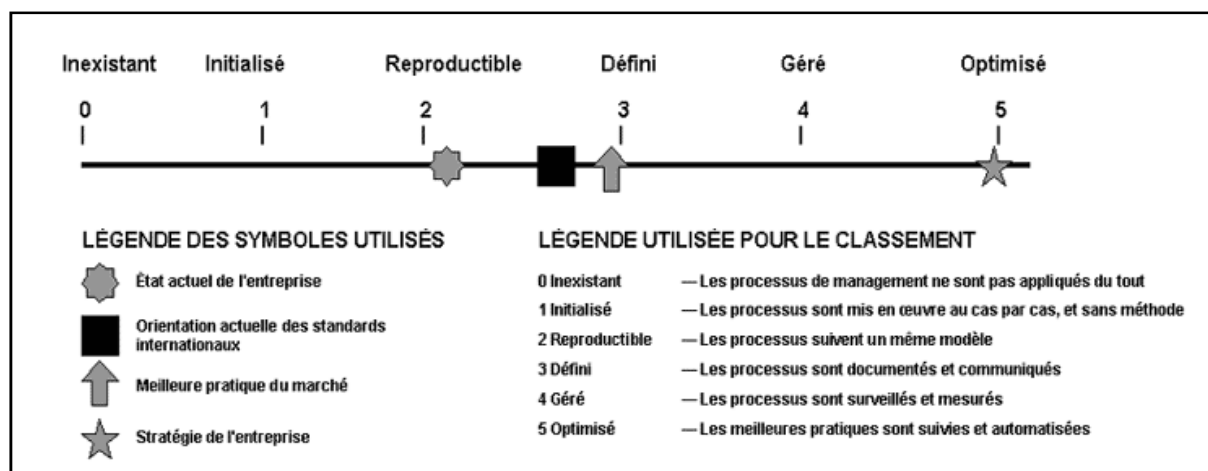 Inexistant Initialisé Reproductible Défini Géré Optimisé
0 1 2 3 4 5
LÉGENDE DES SYMBOLES UTILISÉS
État actuel de l'entreprise
Orientation actuelle des standards
internationaux
Meilleure pratique du marché
Stratégie de l'entreprise
LÉGENDE UTILISÉE POUR LE CLASSEMENT
0 Inexistant — Les processus de management ne sont pas appliqués du tout
1 Initialisé — Les processus sont mis en œuvre au cas par cas, et sans méthode
2 Reproductible — Les processus suivent un même modèle
3 Défini — Les processus sont documentés et communiqués
4 Géré — Les processus sont surveillés et mesurés
5 Optimisé — Les meilleures pratiques sont suivies et automatisées